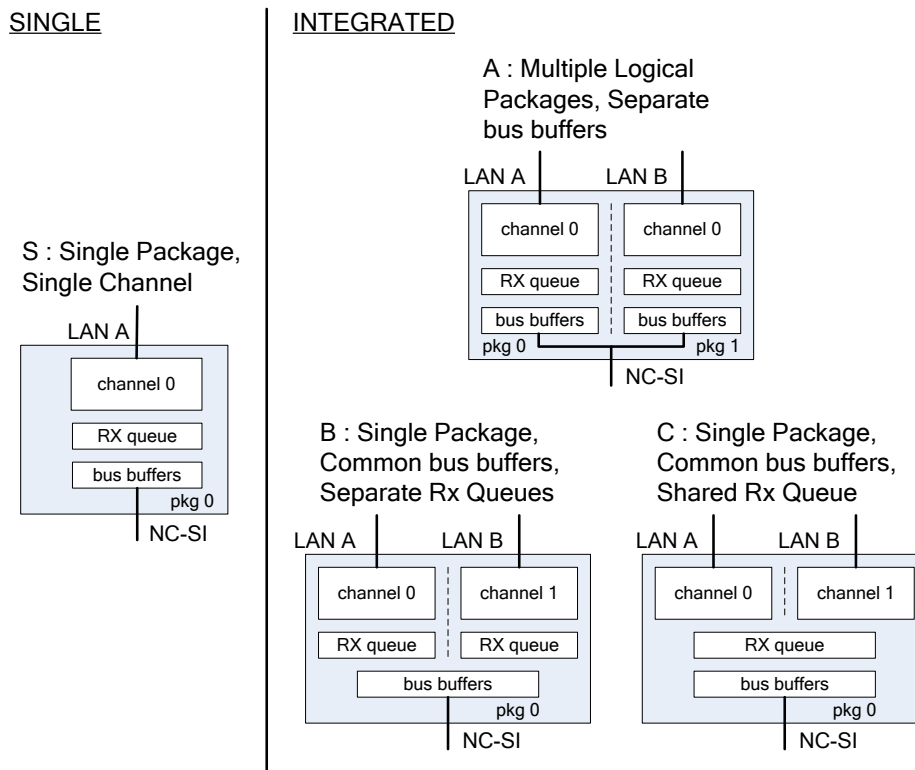 SINGLE
INTEGRATED
A : Multiple Logical
Packages, Separate
bus buffers
LAN A
LAN B
channel 0
channel 0
RX queue
RX queue
bus buffers
bus buffers
pkg 0
pkg 1
NC-SI
S : Single Package,
Single Channel
LAN A
channel 0
RX queue
bus buffers
pkg 0
NC-SI
B : Single Package,
Common bus buffers,
Separate Rx Queues
LAN A
LAN B
channel 0
channel 1
RX queue
RX queue
bus buffers
pkg 0
NC-SI
C : Single Package,
Common bus buffers,
Shared Rx Queue
LAN A
LAN B
channel 0
channel 1
RX queue
bus buffers
pkg 0
NC-SI